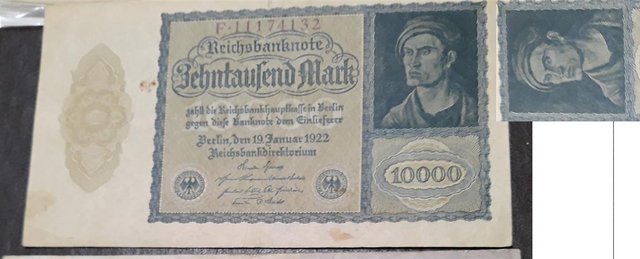 F·11174132
Reichsbanknote
Zehntausend Mark
zahlt die Reichsbankhauptkasse in Berlin
gegen diese Banknote dem Einlieferer
Berlin, den 19. Januar 1922
Reichsbankdirektorium
10000